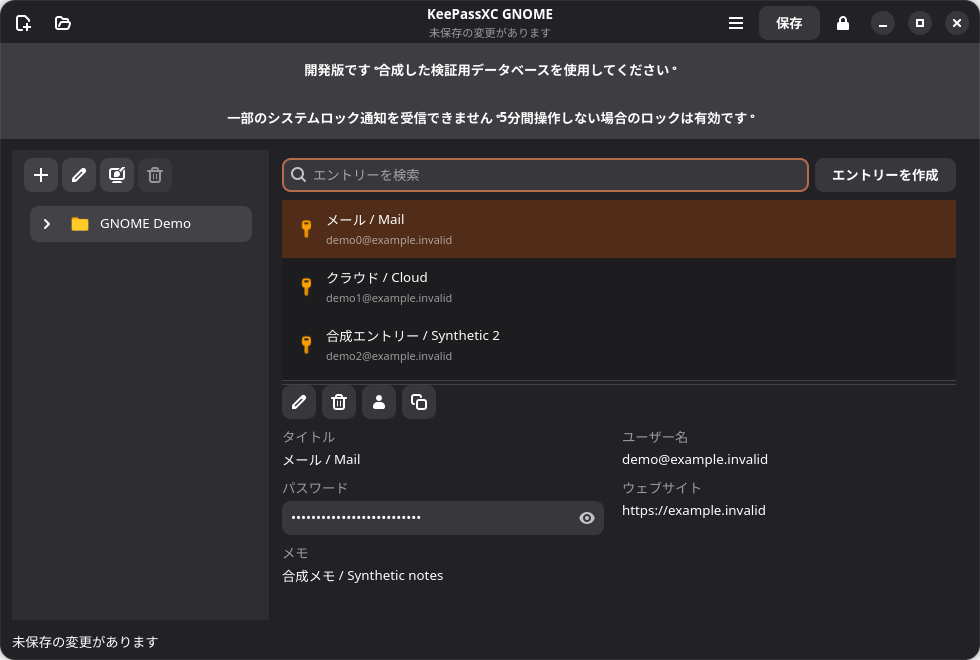 KeePassXC GNOME
未保存の変更があります
保存
開発版です。合成した検証用データベースを使用してください。
一部のシステムロック通知を受信できません。5分間操作しない場合のロックは有効です。
GNOME Demo
エントリーを検索
エントリーを作成
メール / Mail
demo0@example.invalid
クラウド / Cloud
demo1@example.invalid
合成エントリー / Synthetic 2
demo2@example.invalid
タイトル
メール / Mail
ユーザー名
demo@example.invalid
パスワード
••••••••••••••••••••••••••
ウェブサイト
https://example.invalid
メモ
合成メモ / Synthetic notes
未保存の変更があります